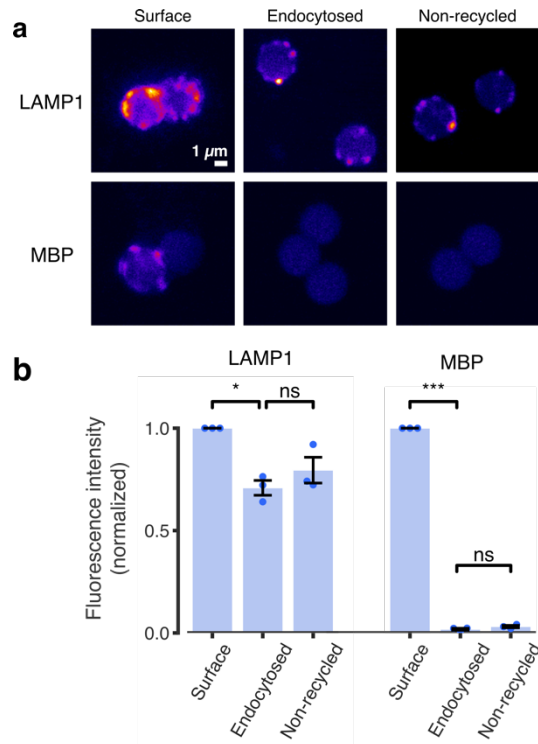 a
Surface Endocytosed Non-recycled
LAMP1
1 μm
MBP
b
LAMP1 MBP
* ns ***
ns
Fluorescence intensity
(normalized)
1.0
0.5
0.0
Surface Endocytosed Non-recycled Surface Endocytosed Non-recycled